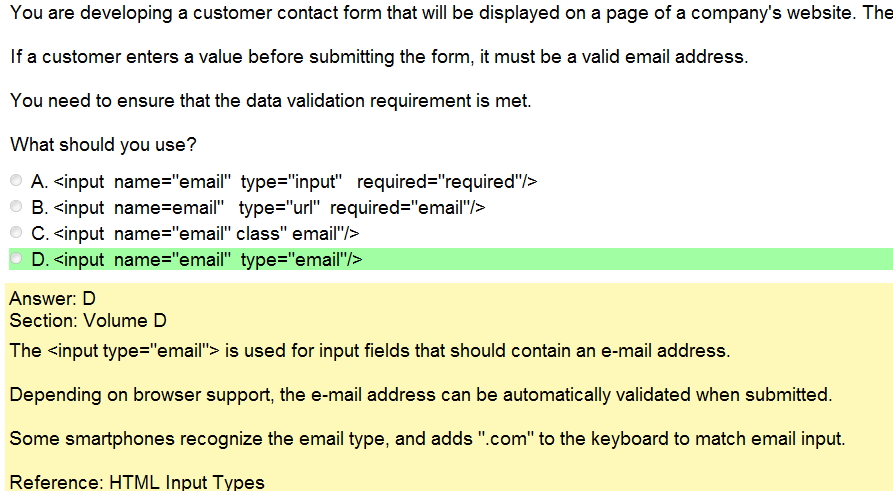 You are developing a customer contact form that will be displayed on a page of a company's website. The
If a customer enters a value before submitting the form, it must be a valid email address.
You need to ensure that the data validation requirement is met.
What should you use?
A. <input name="email" type="input" required="required"/>
B. <input name=email" type="url" required="email"/>
C. <input name="email" class" email"/>
D. <input name="email" type="email"/>
Answer: D
Section: Volume D
The <input type="email"> is used for input fields that should contain an e-mail address.
Depending on browser support, the e-mail address can be automatically validated when submitted.
Some smartphones recognize the email type, and adds ".com" to the keyboard to match email input.
Reference: HTML Input Types